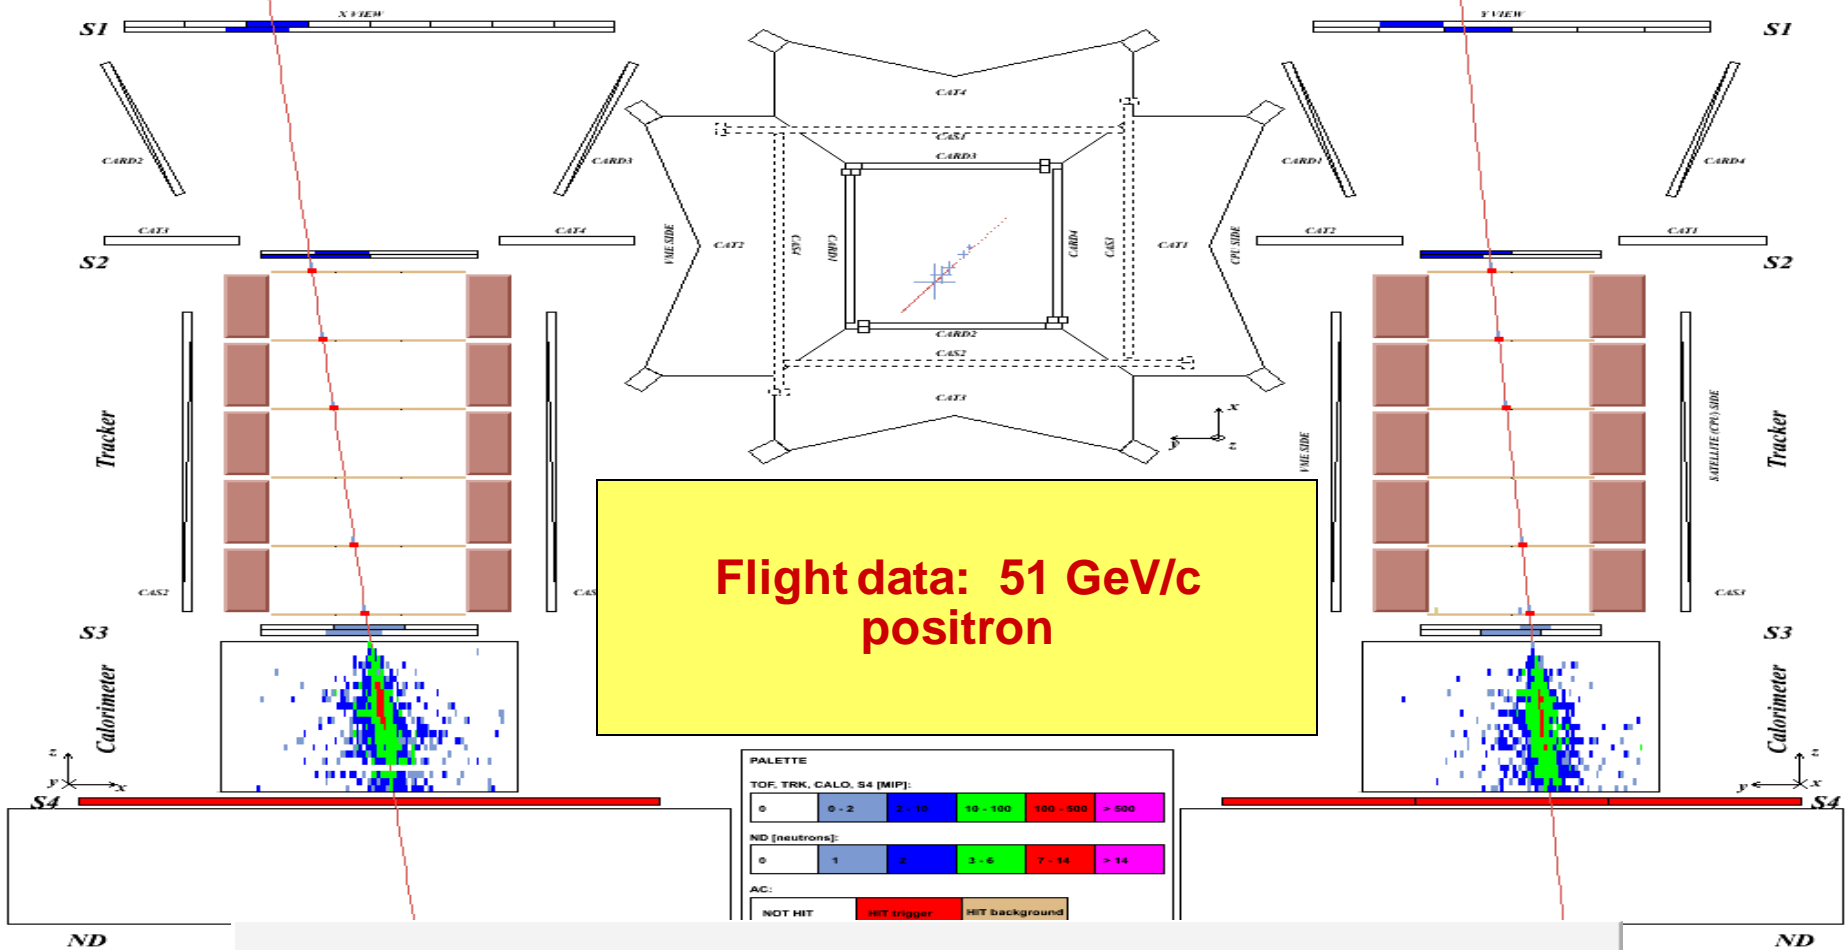 X VIEW
Y VIEW
S1
S1
CARD2
CARD3
CAT4
CAS1
CARD3
CARD1
CARD4
CAT3
CAT4
VME SIDE
CAT2
CAS4
CARD1
CARD4
CAS3
CAT1
CPU SIDE
CAT2
CAT1
S2
S2
CARD2
CAS2
CAT3
x
y
z
Tracker
VME SIDE
SATELLITE (CPU) SIDE
Tracker
Flight data: 51 GeV/c
positron
CAS2
CAS
CAS3
S3
S3
Calorimeter
Calorimeter
z
y
x
z
y
x
S4
S4
PALETTE
TOF, TRK, CALO, S4 [MIP]:
0
0 - 2
2 - 10
10 - 100
100 - 500
> 500
ND [neutrons]:
0
1
2
3 - 6
7 - 14
> 14
AC:
NOT HIT
HIT trigger
HIT background
ND
ND